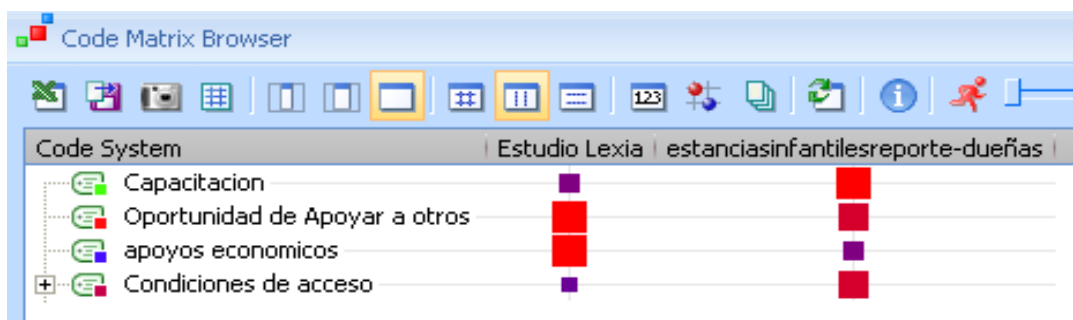 Code Matrix Browser
123
Code System Estudio Lexia estanciasinfantilesreporte-dueñas
Capacitacion
Oportunidad de Apoyar a otros
apoyos economicos
Condiciones de acceso